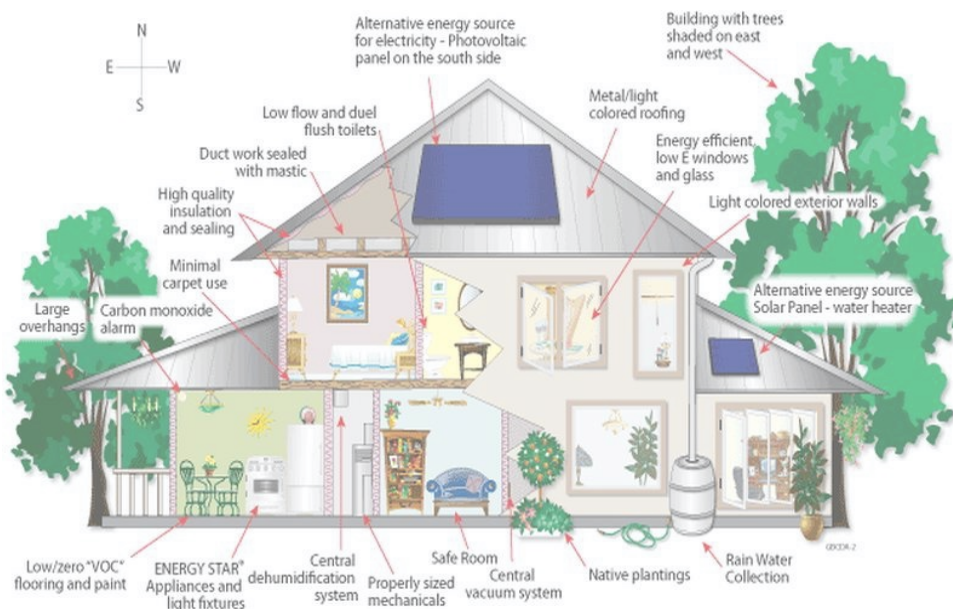 N
E
W
S
Alternative energy source
for electricity - Photovoltaic
panel on the south side
Building with trees
shaded on east
and west
Low flow and duel
flush toilets
Metal/light
colored roofing
Duct work sealed
with mastic
Energy efficient,
low E windows
and glass
High quality
insulation
and sealing
Light colored exterior walls
Minimal
carpet use
Alternative energy source
Solar Panel - water heater
Large
overhangs
Carbon monoxide
alarm
Low/zero "VOC"
flooring and paint
ENERGY STAR®
Appliances and
light fixtures
Central
dehumidification
system
Properly sized
mechanicals
Safe Room
Central
vacuum system
Native plantings
Rain Water
Collection
GBCDA-2